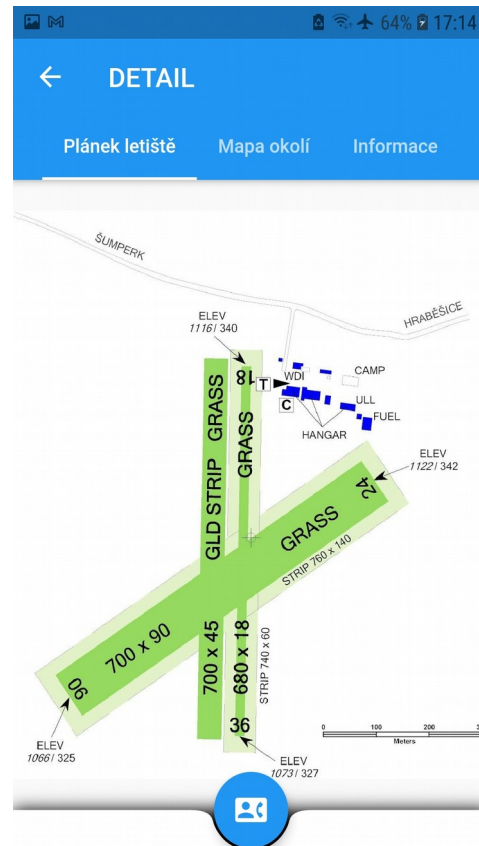 64% 17:14
DETAIL
Plánek letiště Mapa okolí Informace
ŠUMPERK
HRABĚŠICE
ELEV
1116/ 340
18
T
WDI
CAMP
C
ULL
FUEL
HANGAR
GLD STRIP GRASS
GRASS
ELEV
1122/ 342
24
GRASS
STRIP 760 x 140
700 x 90
06
700 x 45
680 x 18
STRIP 740 x 60
36
ELEV
1066/ 325
ELEV
1073/ 327
0 100 200
Meters